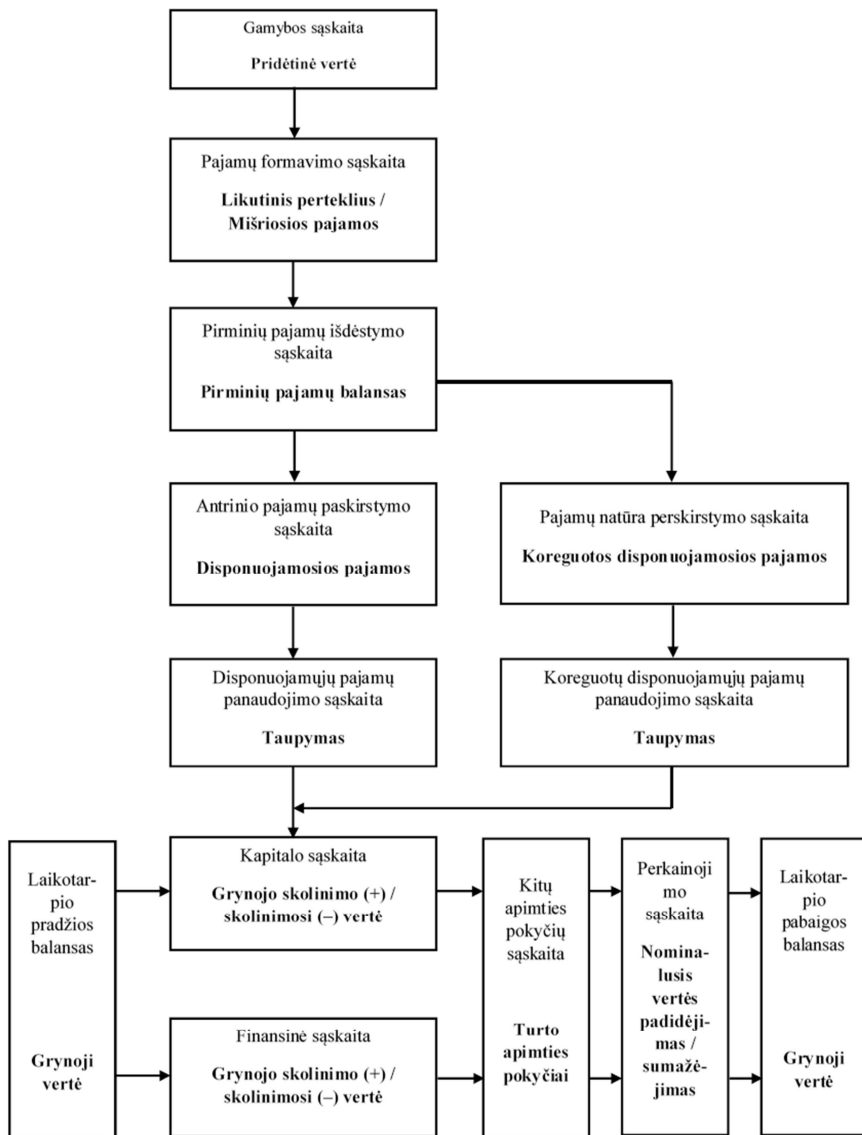 Gamybos sąskaita
Pridėtinė vertė
Pajamų formavimo sąskaita
Likutinis perteklius /
Mišriosios pajamos
Pirminių pajamų išdėstymo
sąskaita
Pirminių pajamų balansas
Antrinio pajamų paskirstymo
sąskaita
Disponuojamosios pajamos
Pajamų natūra perskirstymo sąskaita
Koreguotos disponuojamosios pajamos
Disponuojamųjų pajamų
panaudojimo sąskaita
Taupymas
Koreguotų disponuojamųjų pajamų
panaudojimo sąskaita
Taupymas
Laikotar-
pio
pradžios
balansas
Grynoji
vertė
Kapitalo sąskaita
Grynojo skolinimo (+) /
skolinimosi (–) vertė
Finansinė sąskaita
Grynojo skolinimo (+) /
skolinimosi (–) vertė
Kitų
apimties
pokyčių
sąskaita
Turto
apimties
pokyčiai
Perkainoji
mo
sąskaita
Nomina-
lusis
vertės
padidėji-
mas /
sumažė-
jimas
Laikotar-
pio
pabaigos
balansas
Grynoji
vertė